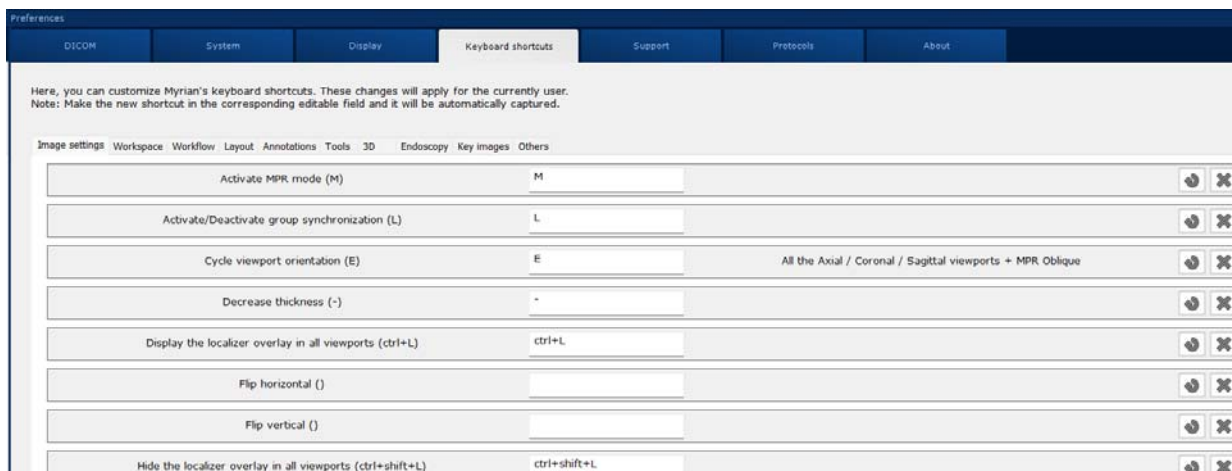 Preferences
DICOM System Display Keyboard shortcuts Support Protocols About
Here, you can customize Myrian's keyboard shortcuts. These changes will apply for the currently user.
Note: Make the new shortcut in the corresponding editable field and it will be automatically captured.
Image settings Workspace Workflow Layout Annotations Tools 3D Endoscopy Key images Others
Activate MPR mode (M) M
Activate/Deactivate group synchronization (L) L
Cycle viewport orientation (E) E All the Axial / Coronal / Sagittal viewports + MPR Oblique
Decrease thickness (-) -
Display the localizer overlay in all viewports (ctrl+L) ctrl+L
Flip horizontal ()
Flip vertical ()
Hide the localizer overlay in all viewports (ctrl+shift+L) ctrl+shift+L